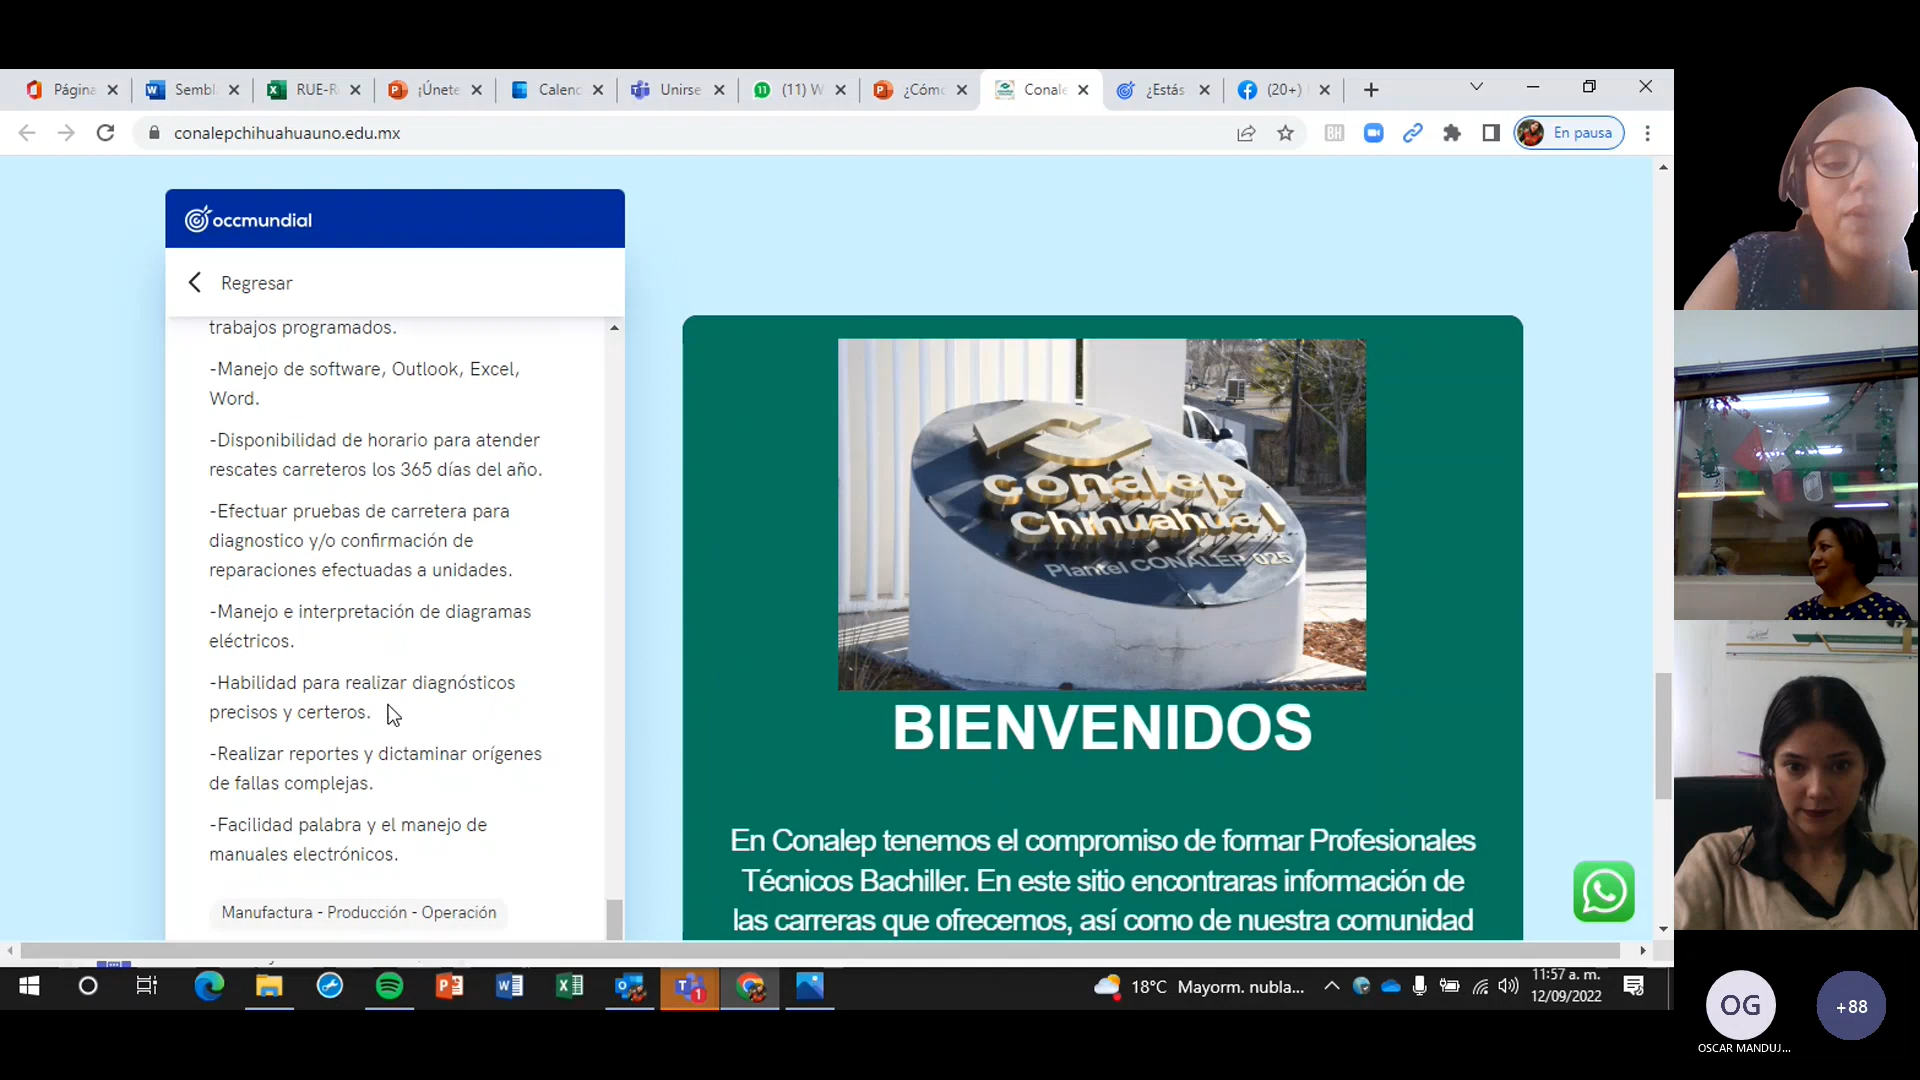 Página
Sembl
RUE-R
¡Únete
Calenc
Unirse
(11) W
¿Cómo
Conale
¿Estás
(20+)
conalepchihuahuauno.edu.mx
BH
En pausa
occmundial
Regresar
trabajos programados.
-Manejo de software, Outlook, Excel,
Word.
-Disponibilidad de horario para atender
rescates carreteros los 365 días del año.
-Efectuar pruebas de carretera para
diagnostico y/o confirmación de
reparaciones efectuadas a unidades.
-Manejo e interpretación de diagramas
eléctricos.
-Habilidad para realizar diagnósticos
precisos y certeros.
-Realizar reportes y dictaminar orígenes
de fallas complejas.
-Facilidad palabra y el manejo de
manuales electrónicos.
Manufactura - Producción - Operación
conalep
Chihuahua I
Plantel CONALEP 025
BIENVENIDOS
En Conalep tenemos el compromiso de formar Profesionales
Técnicos Bachiller. En este sitio encontraras información de
las carreras que ofrecemos, así como de nuestra comunidad
18°C Mayorm. nubla...
11:57 a. m.
12/09/2022
OG
+88
OSCAR MANDUJ...